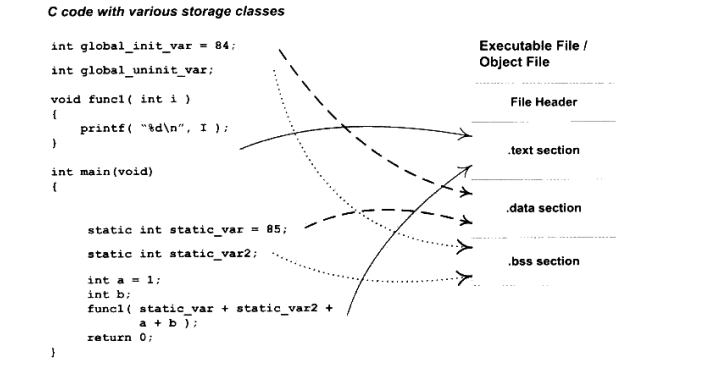 C code with various storage classes
int global_init_var = 84;
int global_uninit_var;
void func1( int i )
{
printf( "%d\n", I );
}
int main(void)
{
static int static_var = 85;
static int static_var2;
int a = 1;
int b;
func1( static_var + static_var2 +
a + b );
return 0;
}
Executable File /
Object File
File Header
.text section
.data section
.bss section